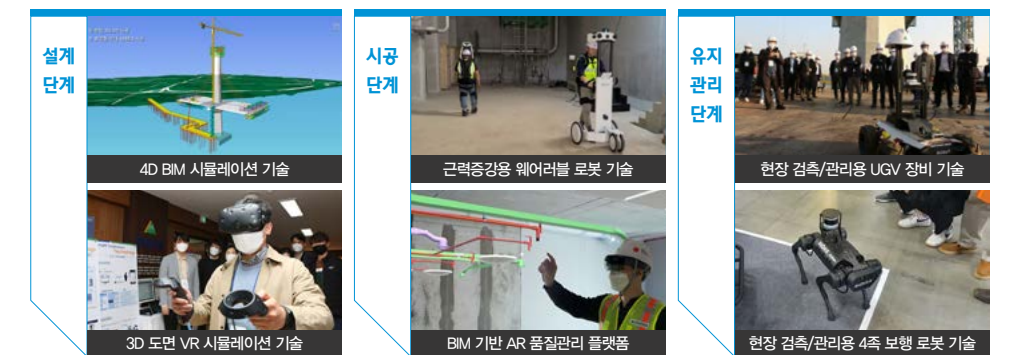 설계
단계
4D BIM 시뮬레이션 기술
3D 도면 VR 시뮬레이션 기술
시공
단계
근력증강용 웨어러블 로봇 기술
BIM 기반 AR 품질관리 플랫폼
유지
관리
단계
현장 검측/관리용 UGV 장비 기술
현장 검측/관리용 4족 보행 로봇 기술